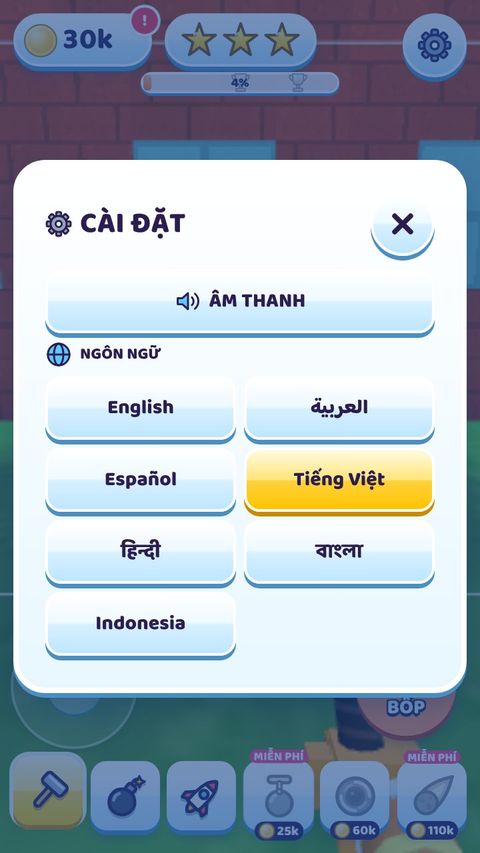 30k
!
4%
CÀI ĐẶT
ÂM THANH
NGÔN NGỮ
English
العربية
Español
Tiếng Việt
हिन्दी
বাংলা
Indonesia
BỐP
MIỄN PHÍ
MIỄN PHÍ
25k
60k
110k